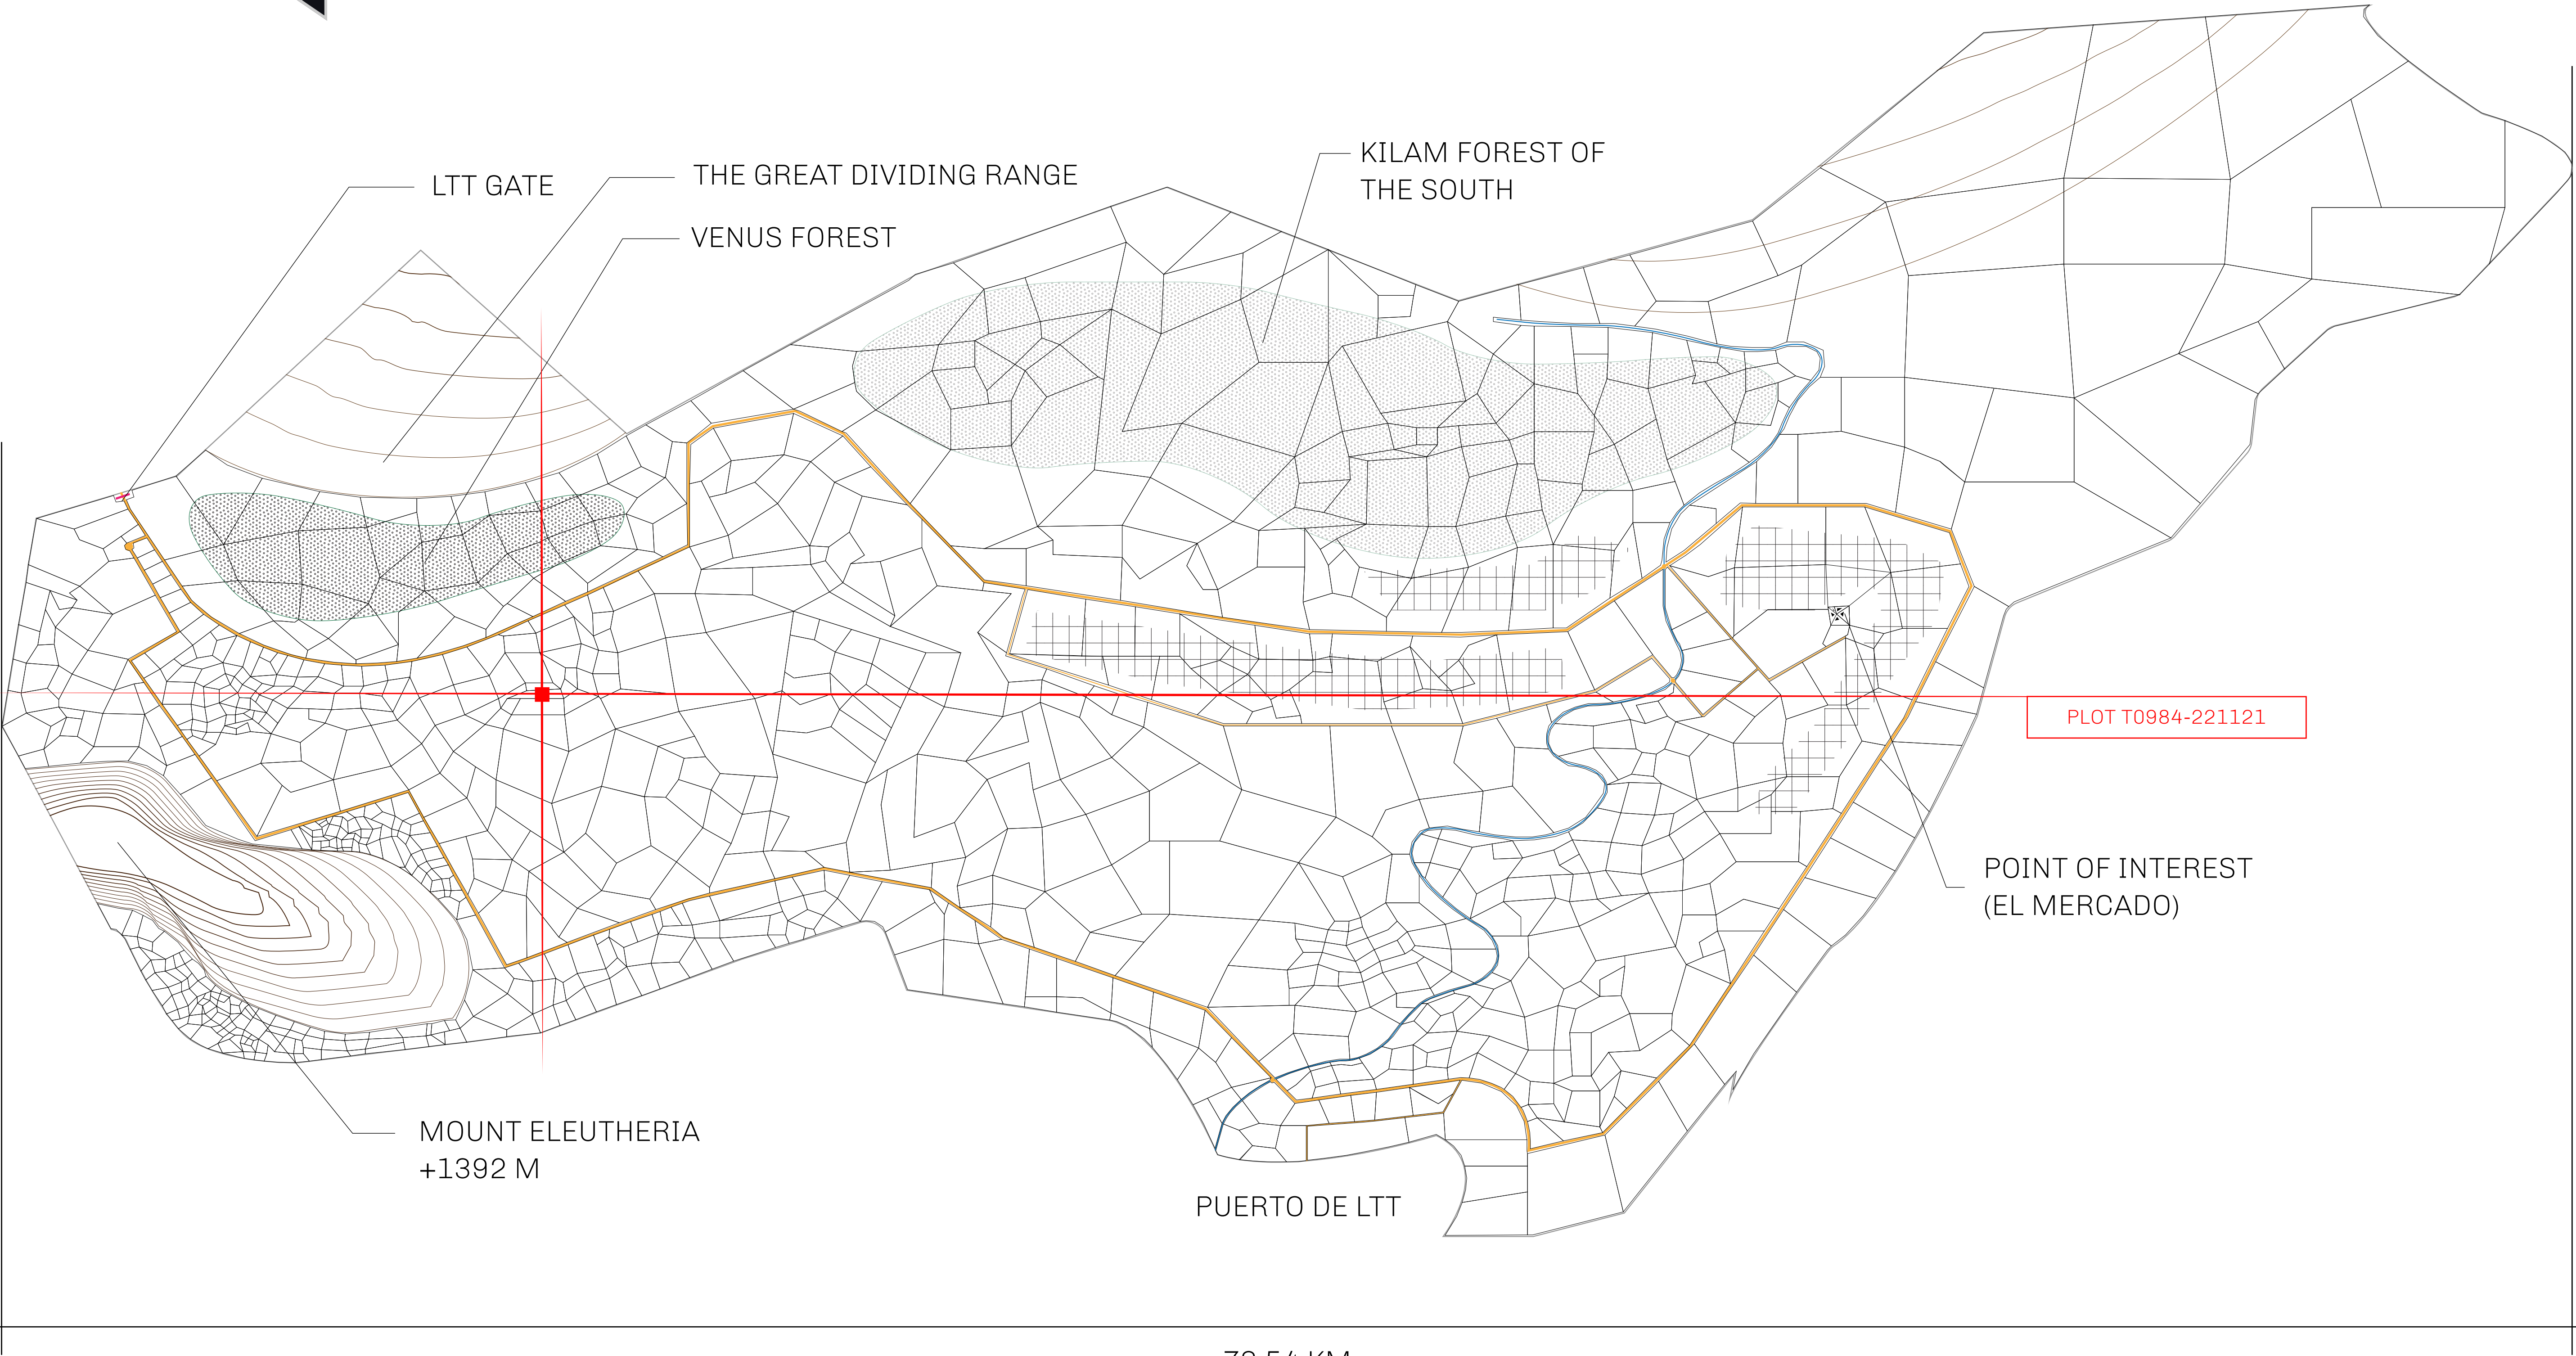 LTT GATE
THE GREAT DIVIDING RANGE
VENUS FOREST
KILAM FOREST OF
THE SOUTH
PLOT T0984-221121
POINT OF INTEREST
(EL MERCADO)
MOUNT ELEUTHERIA
+1392 M
PUERTO DE LTT
KM